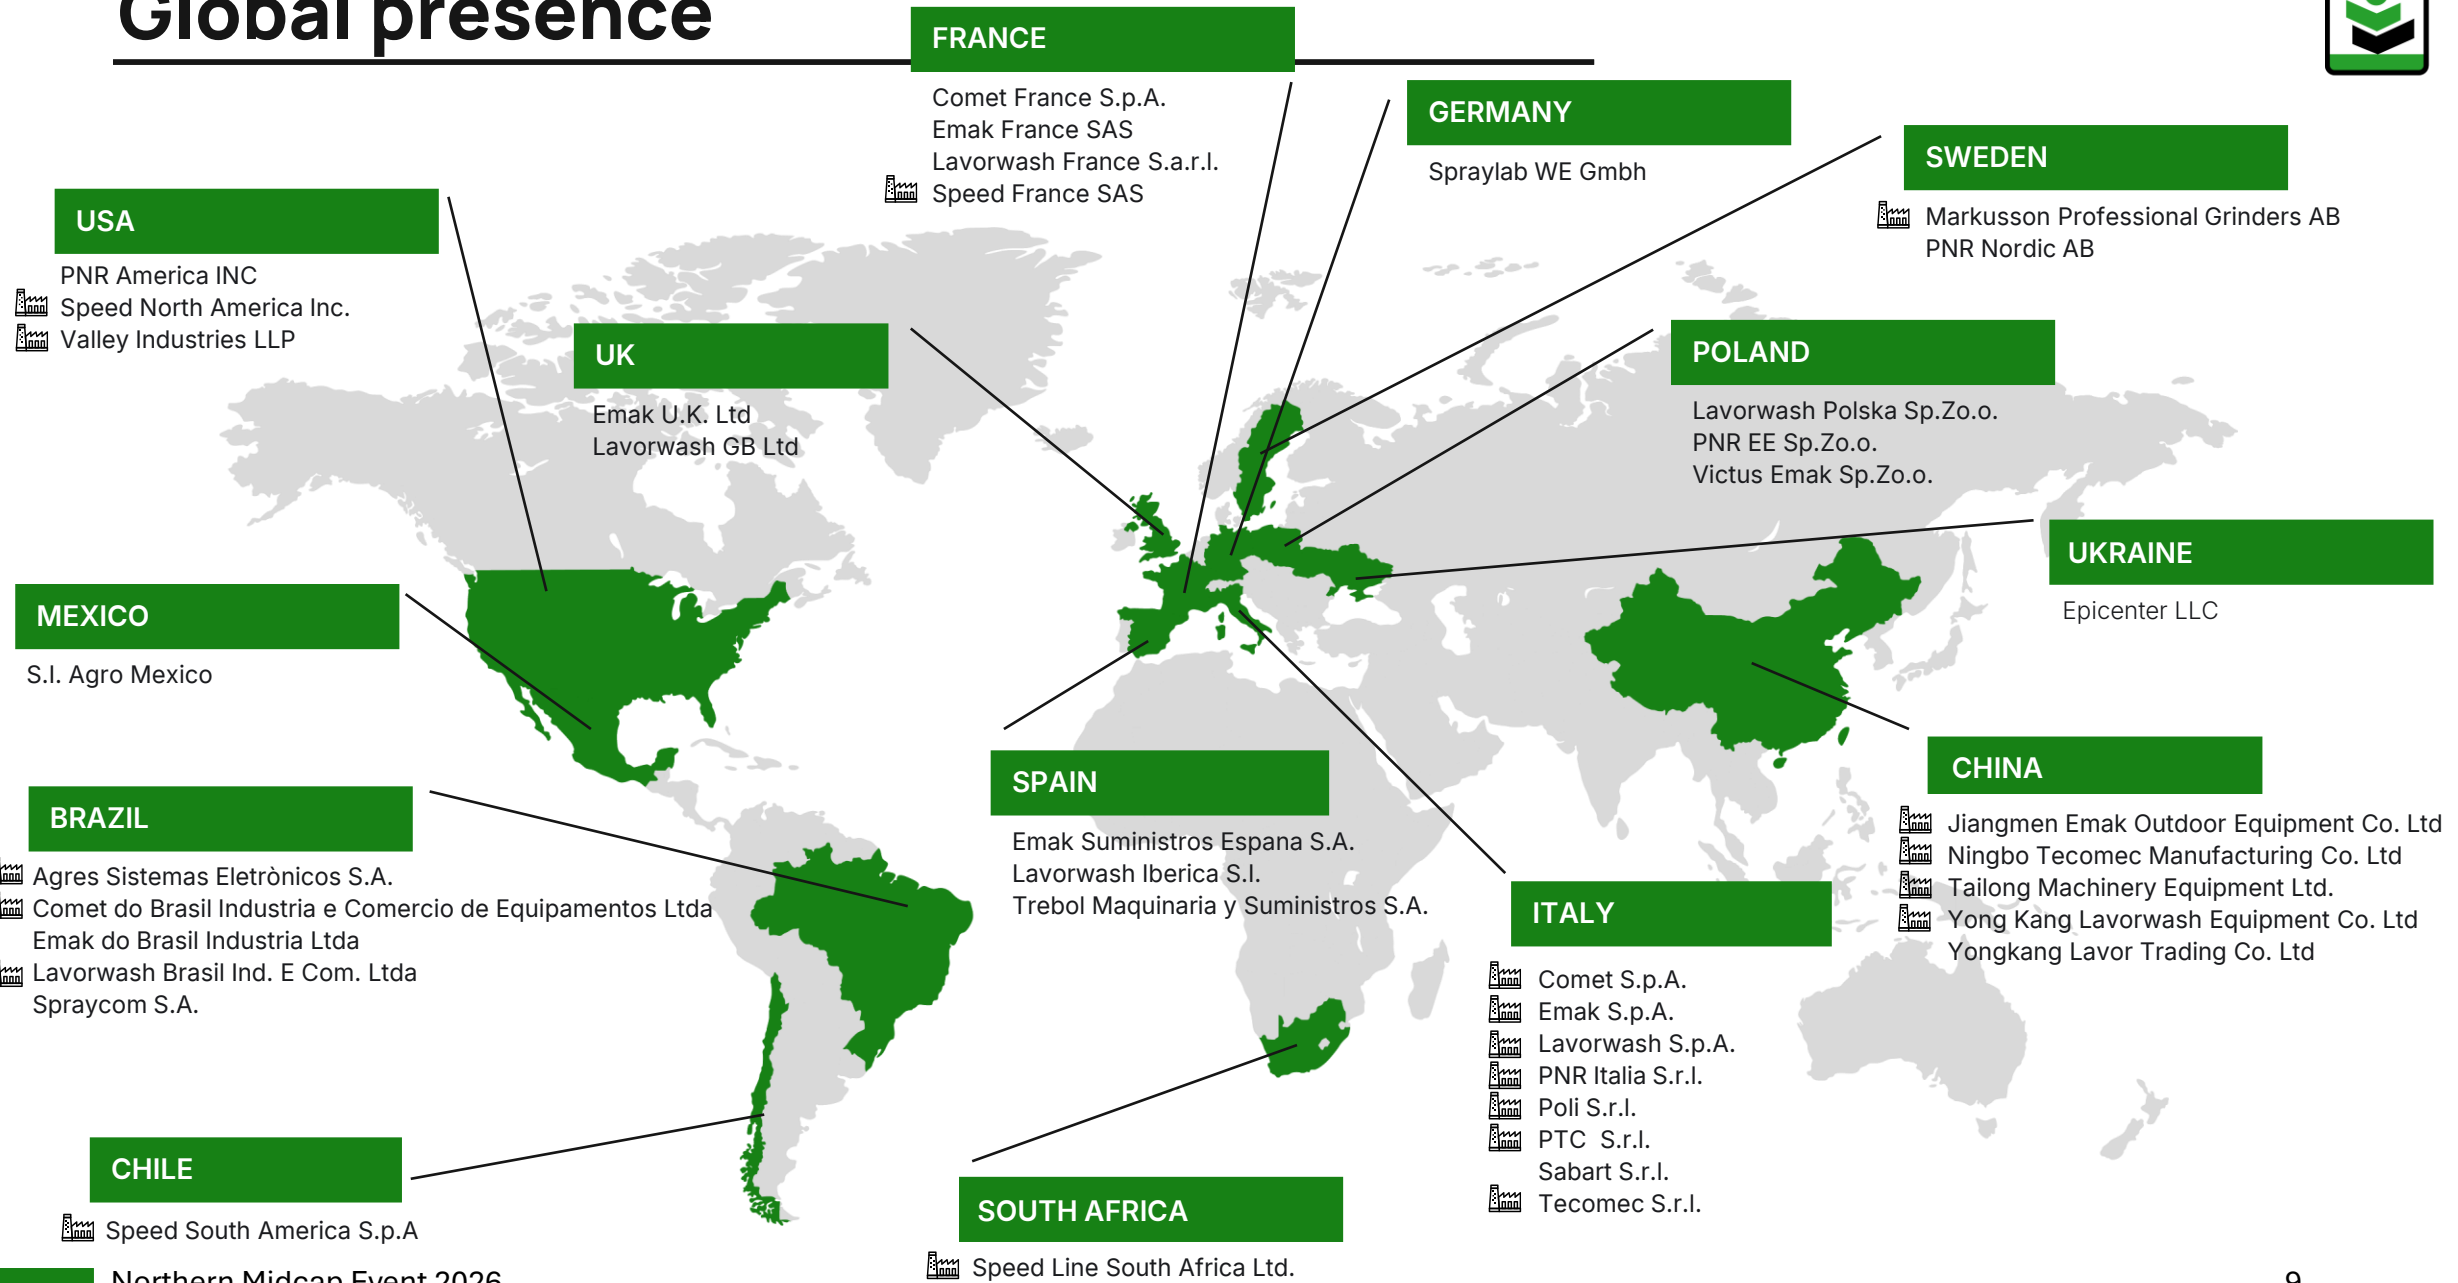 Global presence
FRANCE
Comet France S.p.A.
Emak France SAS
Lavorwash France S.a.r.l.
Speed France SAS
GERMANY
Spraylab WE Gmbh
SWEDEN
Markusson Professional Grinders AB
PNR Nordic AB
USA
PNR America INC
Speed North America Inc.
Valley Industries LLP
UK
Emak U.K. Ltd
Lavorwash GB Ltd
POLAND
Lavorwash Polska Sp.Zo.o.
PNR EE Sp.Zo.o.
Victus Emak Sp.Zo.o.
UKRAINE
Epicenter LLC
MEXICO
S.I. Agro Mexico
BRAZIL
Agres Sistemas Eletrònicos S.A.
Comet do Brasil Industria e Comercio de Equipamentos Ltda
Emak do Brasil Industria Ltda
Lavorwash Brasil Ind. E Com. Ltda
Spraycom S.A.
SPAIN
Emak Suministros Espana S.A.
Lavorwash Iberica S.l.
Trebol Maquinaria y Suministros S.A.
CHINA
Jiangmen Emak Outdoor Equipment Co. Ltd
Ningbo Tecomec Manufacturing Co. Ltd
Tailong Machinery Equipment Ltd.
Yong Kang Lavorwash Equipment Co. Ltd
Yongkang Lavor Trading Co. Ltd
ITALY
Comet S.p.A.
Emak S.p.A.
Lavorwash S.p.A.
PNR Italia S.r.l.
Poli S.r.l.
PTC  S.r.l.
Sabart S.r.l.
Tecomec S.r.l.
CHILE
Speed South America S.p.A
SOUTH AFRICA
Speed Line South Africa Ltd.
Northern Midcap Event 2026
9